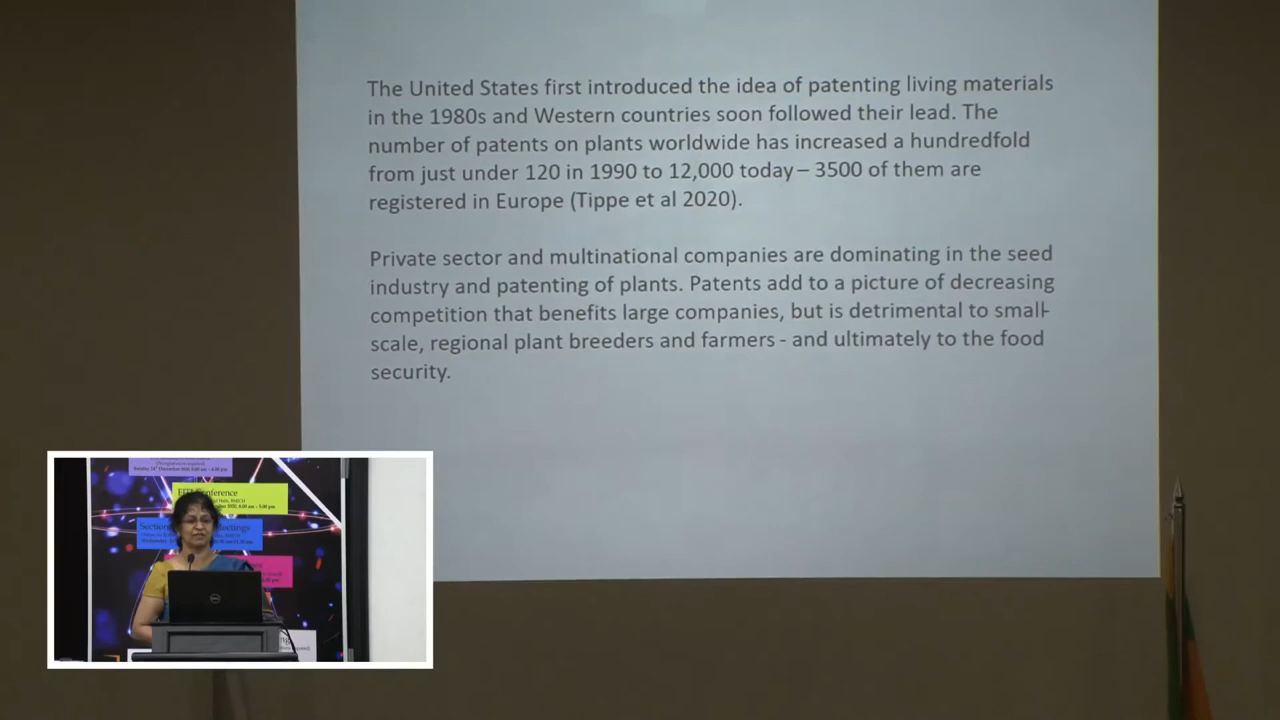 The United States first introduced the idea of patenting living materials
in the 1980s and Western countries soon followed their lead. The
number of patents on plants worldwide has increased a hundredfold
from just under 120 in 1990 to 12,000 today – 3500 of them are
registered in Europe (Tippe et al 2020).
Private sector and multinational companies are dominating in the seed
industry and patenting of plants. Patents add to a picture of decreasing
competition that benefits large companies, but is detrimental to small-
scale, regional plant breeders and farmers - and ultimately to the food
security.
Conference
Section
eetings
DELL